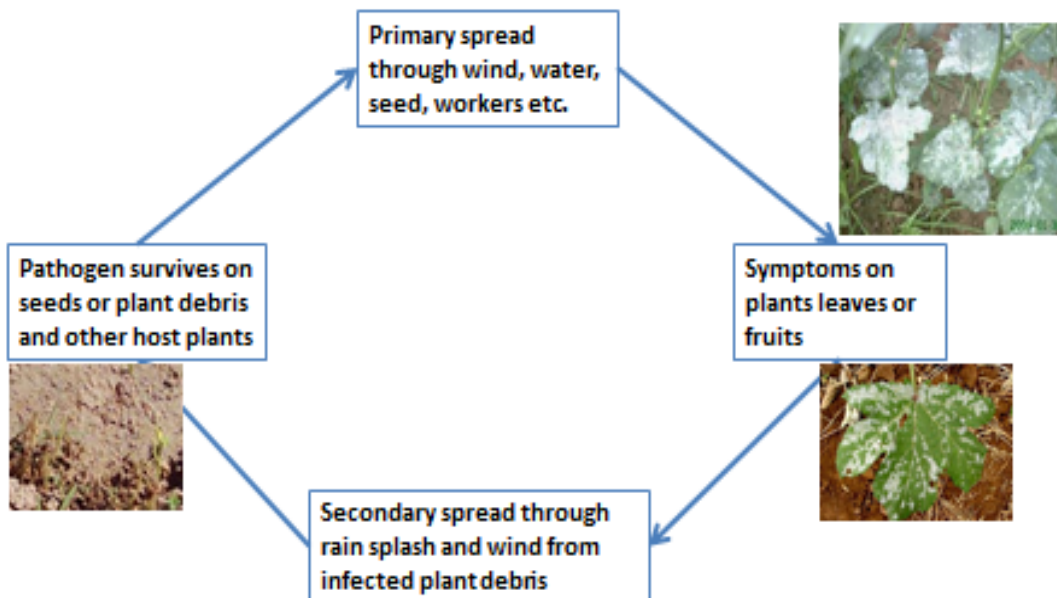 Primary spread
through wind, water,
seed, workers etc.
Pathogen survives on
seeds or plant debris
and other host plants
Symptoms on
plants leaves or
fruits
Secondary spread through
rain splash and wind from
infected plant debris